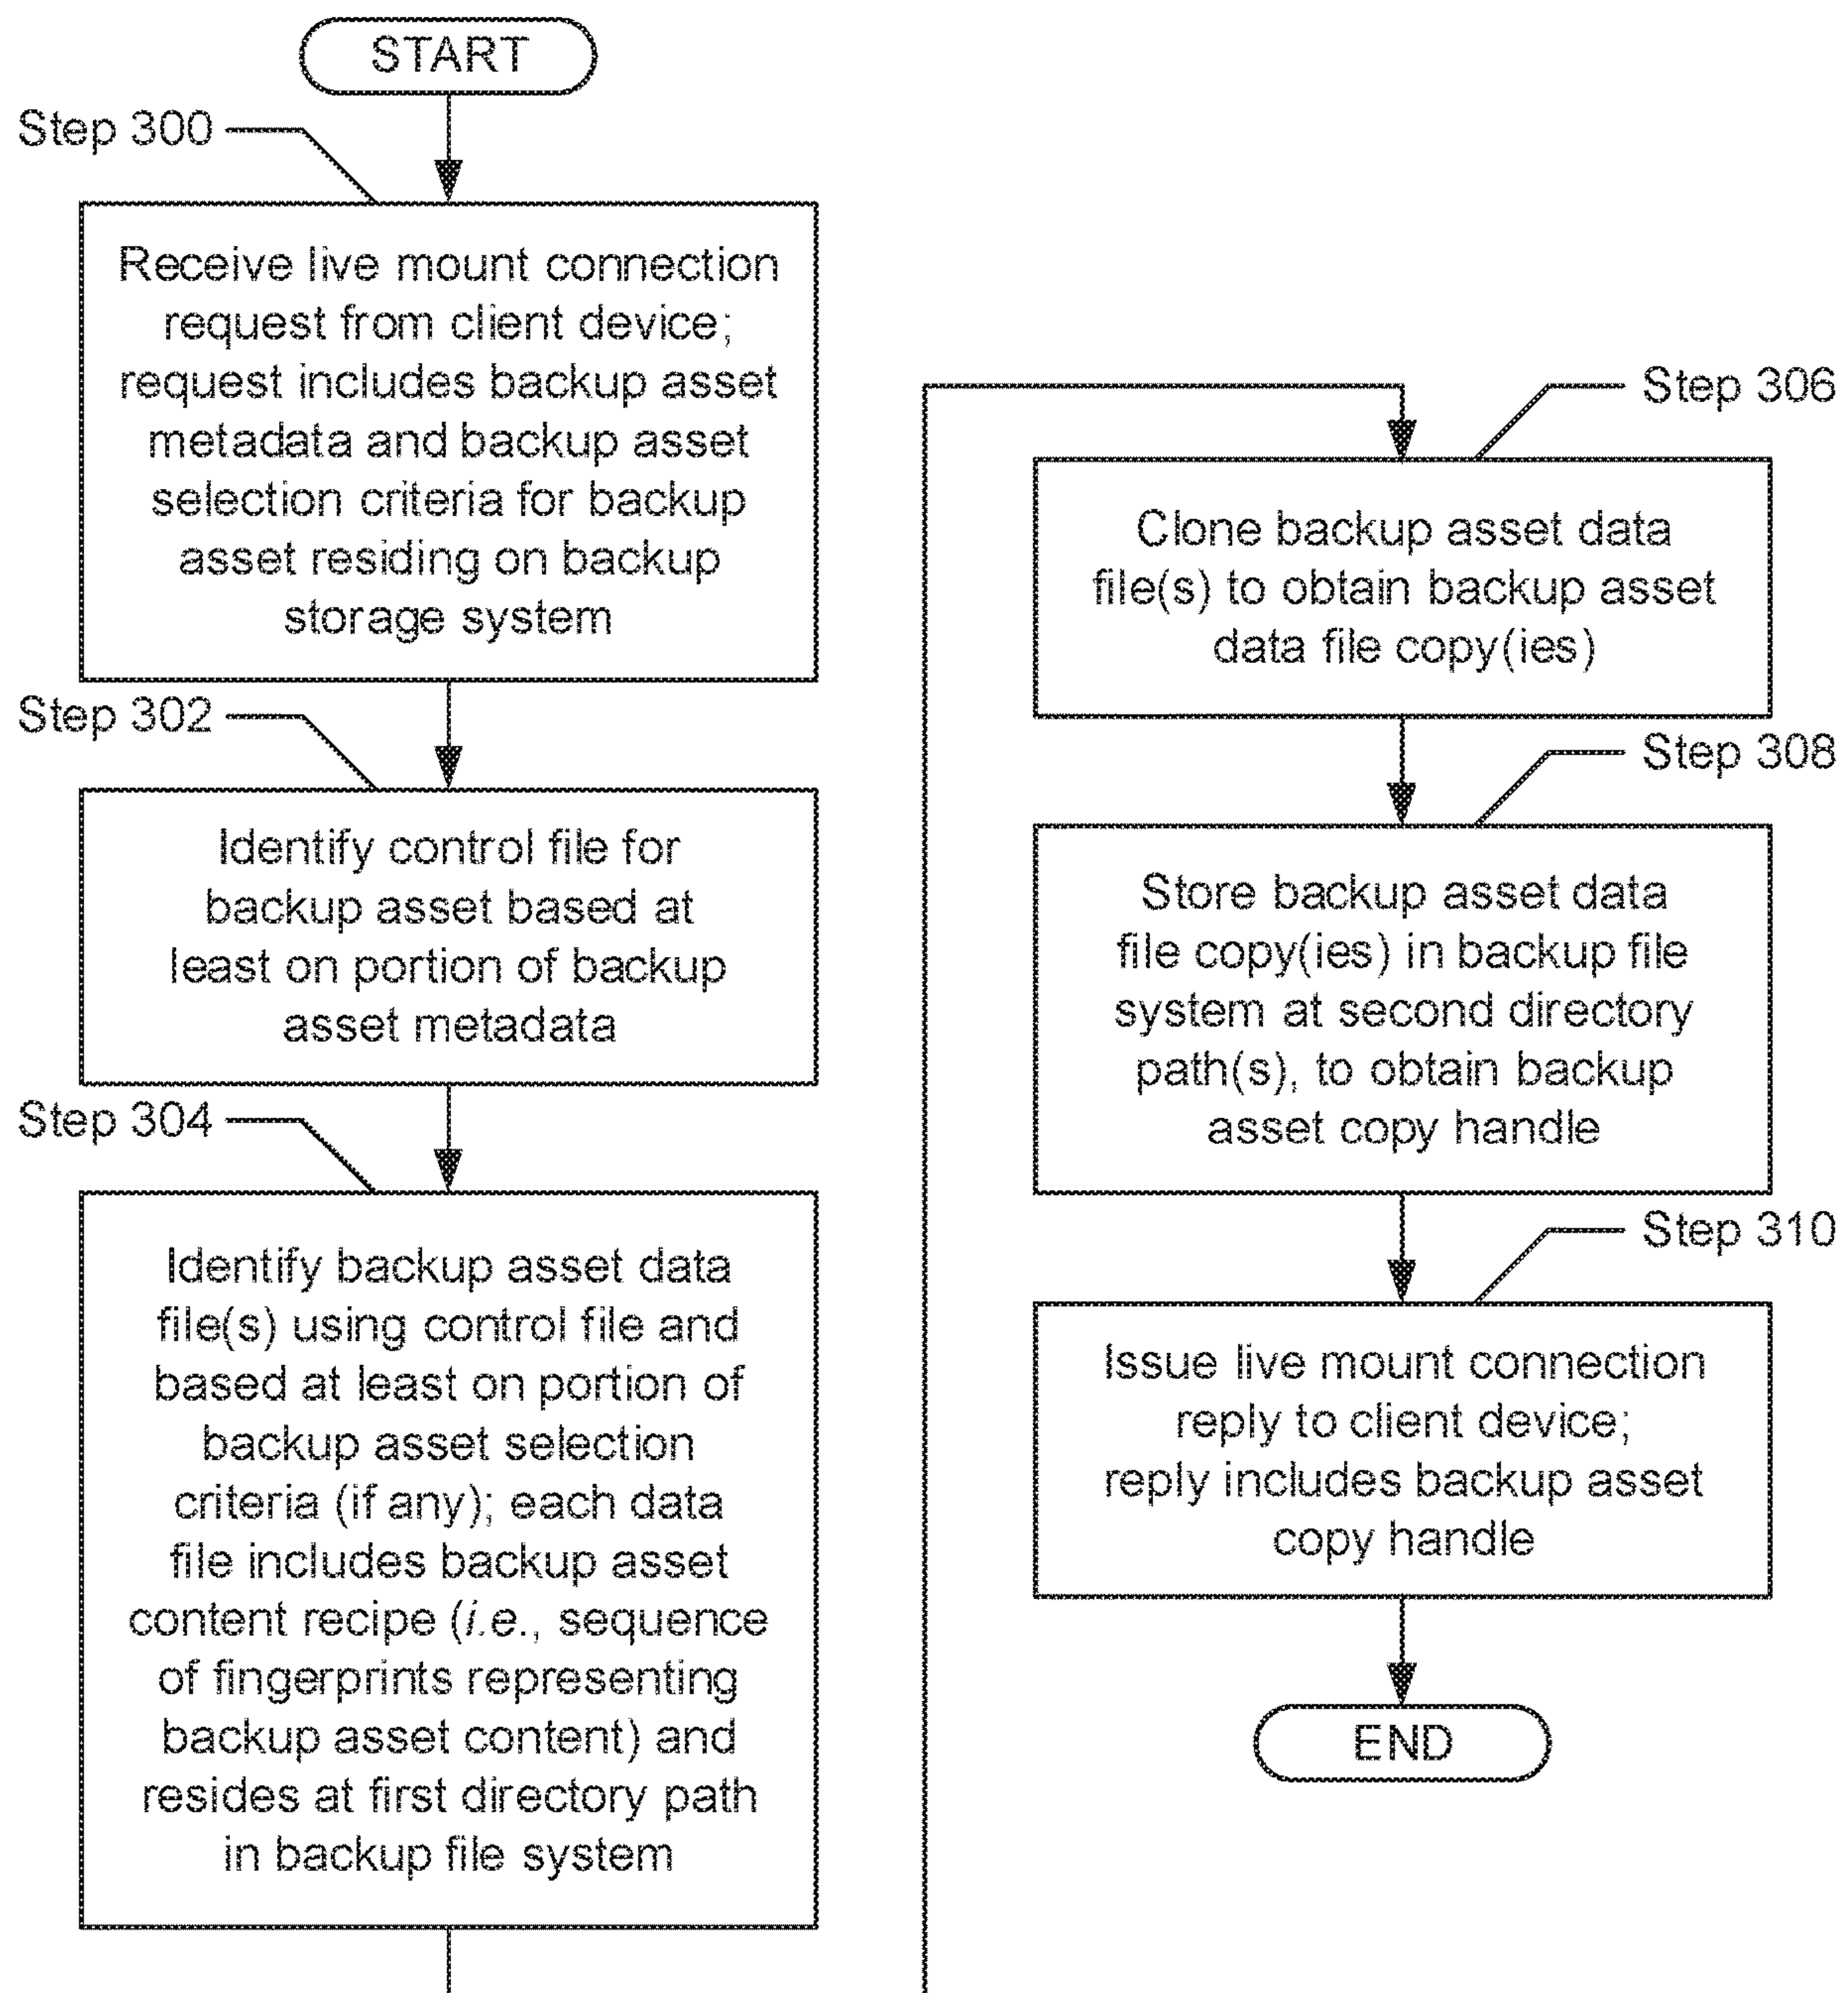 START
Step 300
Receive live mount connection
request from client device;
request includes backup asset
metadata and backup asset
selection criteria for backup
asset residing on backup
storage system
Step 302
Identify control file for
backup asset based at
least on portion of backup
asset metadata
Step 304
Identify backup asset data
file(s) using control file and
based at least on portion of
backup asset selection
criteria (if any); each data
file includes backup asset
content recipe (i.e., sequence
of fingerprints representing
backup asset content) and
resides at first directory path
in backup file system
Step 306
Clone backup asset data
file(s) to obtain backup asset
data file copy(ies)
Step 308
Store backup asset data
file copy(ies) in backup file
system at second directory
path(s), to obtain backup
asset copy handle
Step 310
Issue live mount connection
reply to client device;
reply includes backup asset
copy handle
END